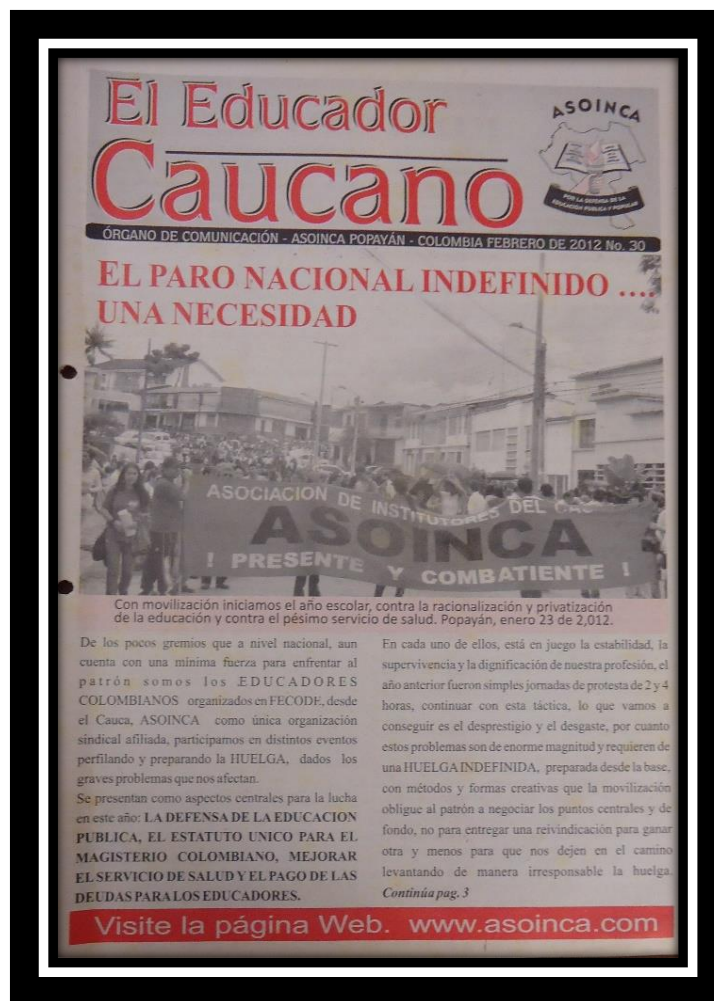 El Educador
Caucano
ASOINCA
POR LA DEFENSA DE LA
EDUCACIÓN PUBLICA Y POPULAR
ÓRGANO DE COMUNICACIÓN - ASOINCA POPAYÁN - COLOMBIA FEBRERO DE 2012 No. 30
EL PARO NACIONAL INDEFINIDO ....
UNA NECESIDAD
ASOCIACION DE INSTITUTORES DEL
ASOINCA
! PRESENTE Y COMBATIENTE !
Con movilización iniciamos el año escolar, contra la racionalización y privatización
de la educación y contra el pésimo servicio de salud. Popayán, enero 23 de 2,012.
De los pocos gremios que a nivel nacional, aun
cuenta con una mínima fuerza para enfrentar al
patrón somos los EDUCADORES
COLOMBIANOS organizados en FECODE, desde
el Cauca, ASOINCA como única organización
sindical afiliada, participamos en distintos eventos
perfilando y preparando la HUELGA, dados los
graves problemas que nos afectan.
Se presentan como aspectos centrales para la lucha
en este año: LA DEFENSA DE LA EDUCACION
PUBLICA, EL ESTATUTO UNICO PARA EL
MAGISTERIO COLOMBIANO, MEJORAR
EL SERVICIO DE SALUD Y EL PAGO DE LAS
DEUDAS PARA LOS EDUCADORES.
En cada uno de ellos, está en juego la estabilidad, la
supervivencia y la dignificación de nuestra profesión, el
año anterior fueron simples jornadas de protesta de 2 y 4
horas, continuar con esta táctica, lo que vamos a
conseguir es el desprestigio y el desgaste, por cuanto
estos problemas son de enorme magnitud y requieren de
una HUELGA INDEFINIDA, preparada desde la base,
con métodos y formas creativas que la movilización
obligue al patrón a negociar los puntos centrales y de
fondo, no para entregar una reivindicación para ganar
otra y menos para que nos dejen en el camino
levantando de manera irresponsable la huelga.
Continúa pag. 3
Visite la página Web. www.asoinca.com